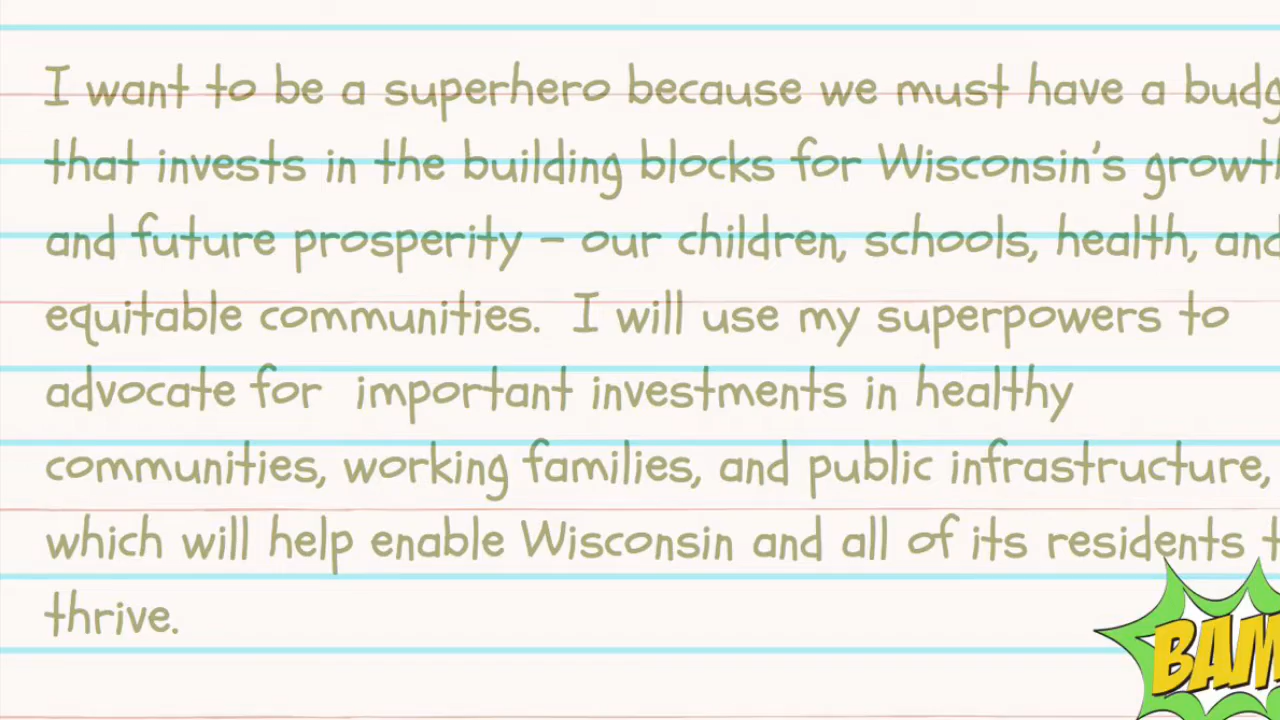 I want to be a superhero because we must have a budg
that invests in the building blocks for Wisconsin's growth
and future prosperity – our children, schools, health, and
equitable communities.  I will use my superpowers to
advocate for  important investments in healthy
communities, working families, and public infrastructure,
which will help enable Wisconsin and all of its residents t
thrive.
BAM